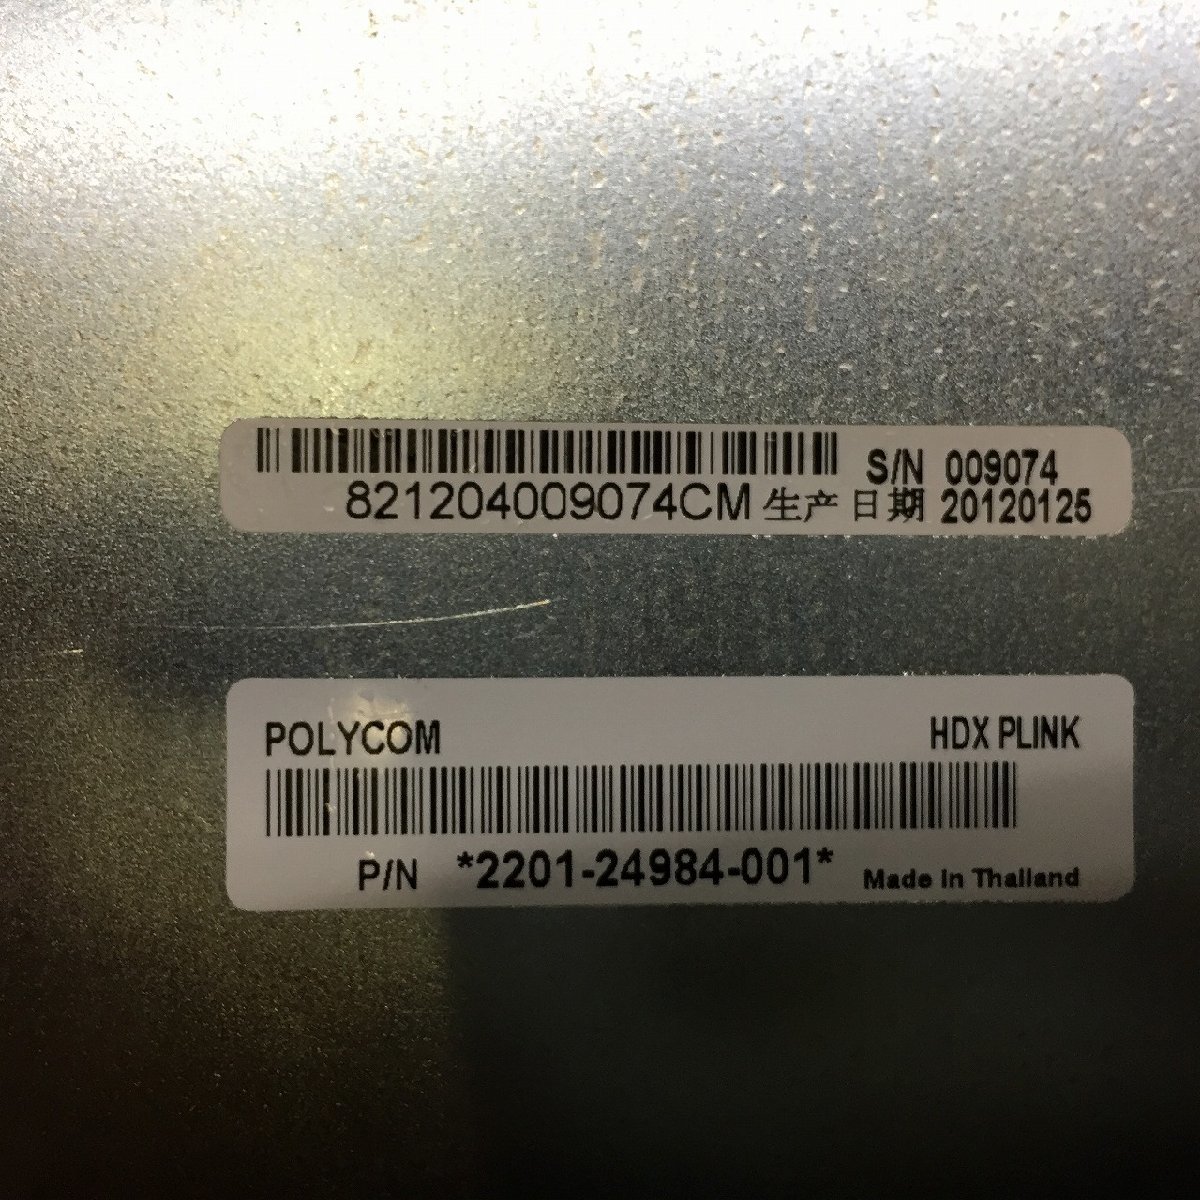 S/N 009074
821204009074CM 生产日期 20120125
POLYCOM HDX PLINK
P/N *2201-24984-001* Made in Thailand